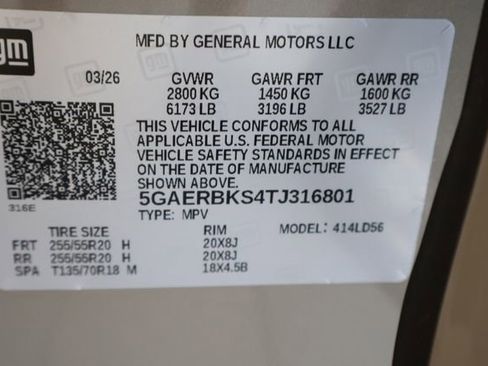 gm
MFD BY GENERAL MOTORS LLC
03/26 GVWR GAWR FRT GAWR RR
2800 KG 1450 KG 1600 KG
6173 LB 3196 LB 3527 LB
THIS VEHICLE CONFORMS TO ALL
APPLICABLE U.S. FEDERAL MOTOR
VEHICLE SAFETY STANDARDS IN EFFECT
ON THE DATE OF MANUFACTURE
SHOWN ABOVE.
316E
5GAERBKS4TJ316801
TYPE: MPV
TIRE SIZE RIM MODEL: 414LD56
FRT 255/55R20 H 20X8J
RR 255/55R20 H 20X8J
SPA T135/70R18 M 18X4.5B